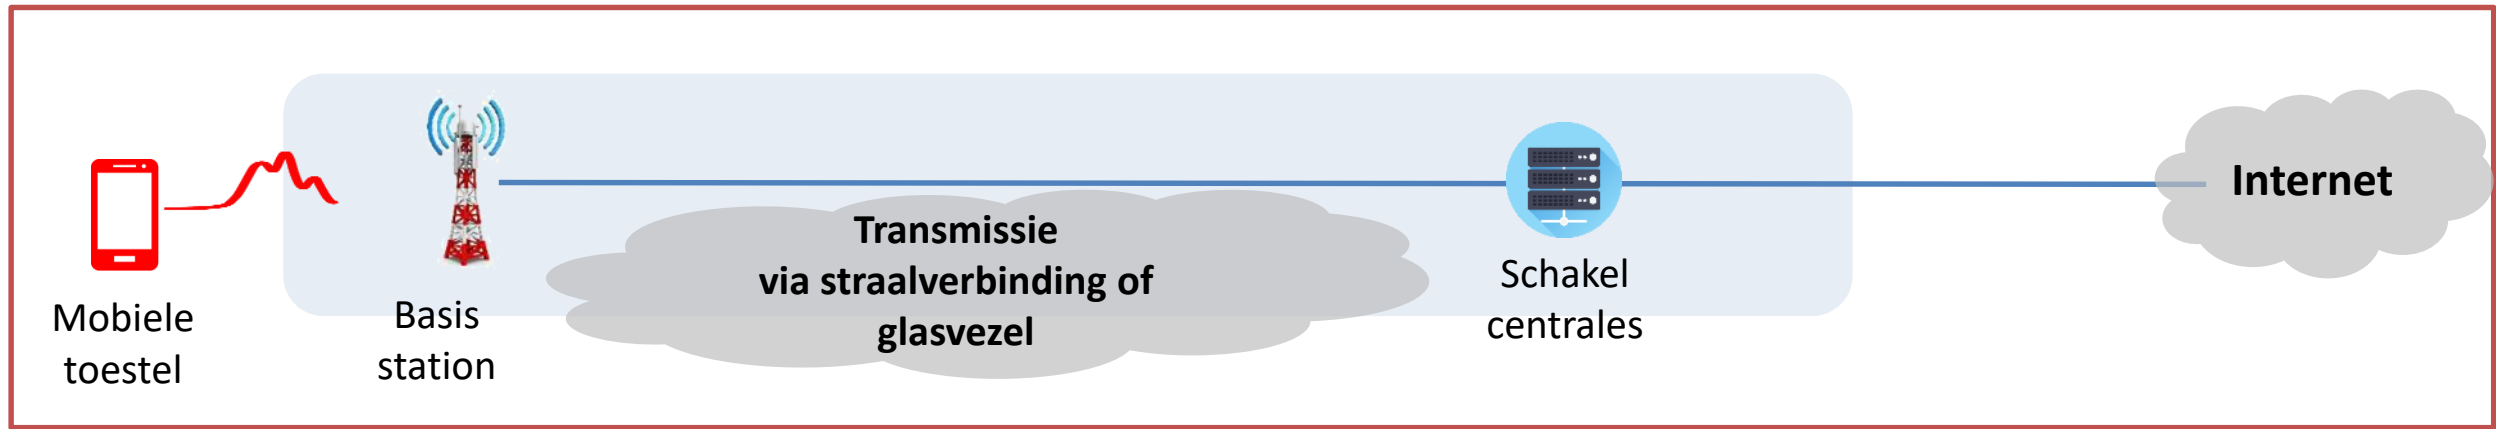 Mobiele
toestel
Basis
station
Transmissie
via straalverbinding of
glasvezel
Schakel
centrales
Internet